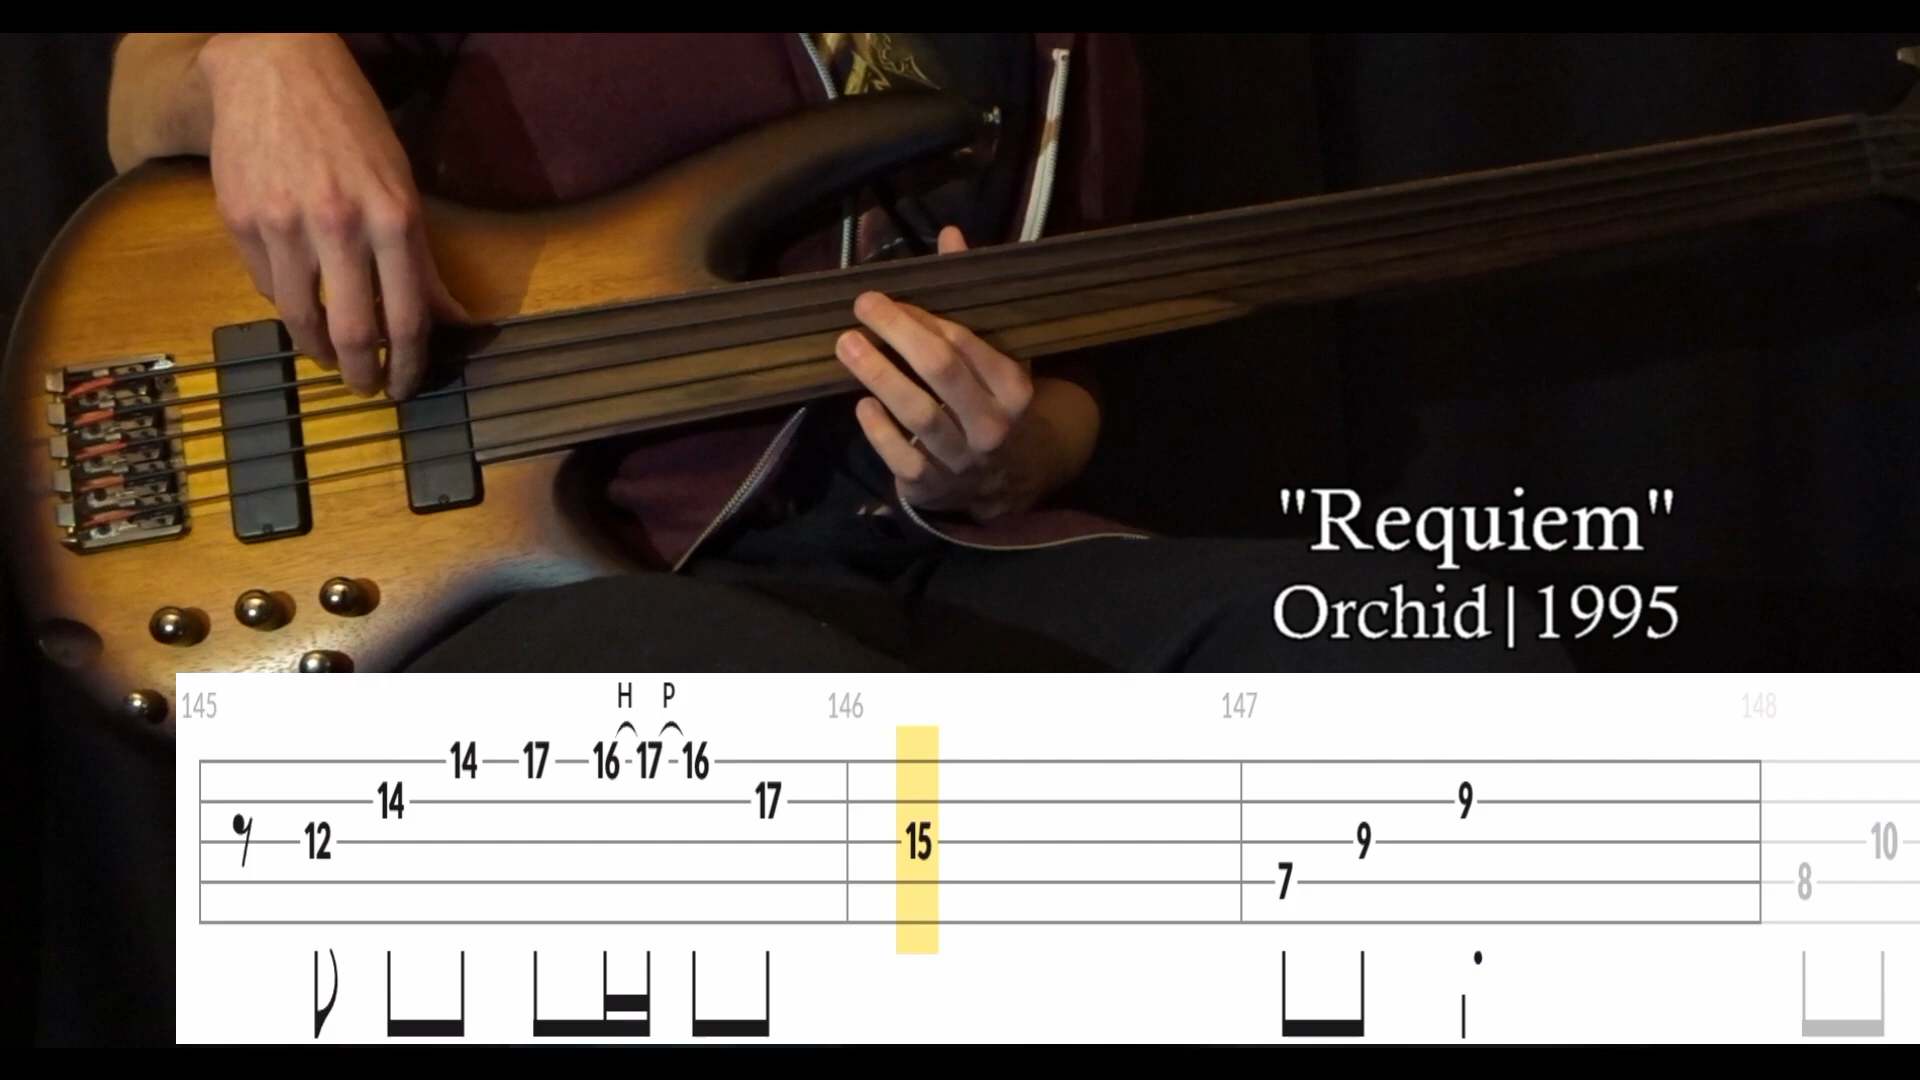 "Requiem"
Orchid | 1995
145 H P 146 147 148
14 17 16 17 16
14 17 9
12 15 9 10
7 8